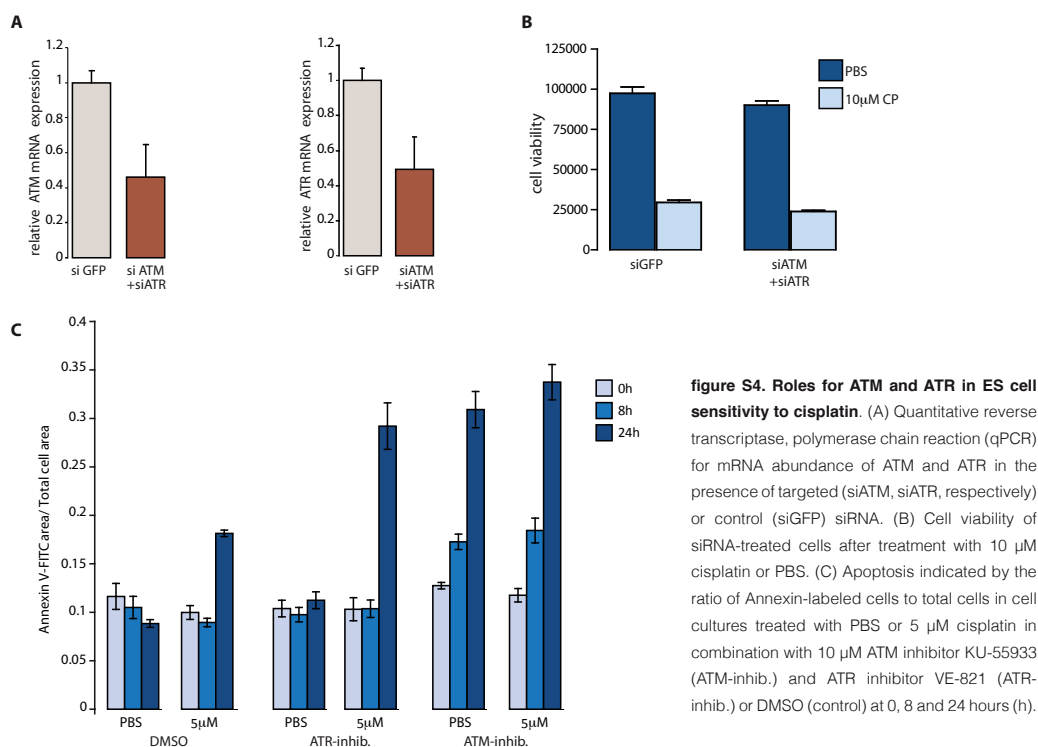 A
relative ATM mRNA expression
1.2
1
0.8
0.6
0.4
0.2
0
si GFP
si ATM
+siATR
relative ATR mRNA expression
1.2
1
0.8
0.6
0.4
0.2
0
si GFP
siATM
+siATR
B
cell viability
125000
100000
75000
50000
25000
0
siGFP
siATM
+siATR
PBS
10µM CP
C
Annexin V-FITC area/ Total cell area
0.4
0.35
0.3
0.25
0.2
0.15
0.1
0.05
0
PBS
5µM
PBS
5µM
PBS
5µM
DMSO
ATR-inhib.
ATM-inhib.
0h
8h
24h
figure S4. Roles for ATM and ATR in ES cell
sensitivity to cisplatin. (A) Quantitative reverse
transcriptase, polymerase chain reaction (qPCR)
for mRNA abundance of ATM and ATR in the
presence of targeted (siATM, siATR, respectively)
or control (siGFP) siRNA. (B) Cell viability of
siRNA-treated cells after treatment with 10 µM
cisplatin or PBS. (C) Apoptosis indicated by the
ratio of Annexin-labeled cells to total cells in cell
cultures treated with PBS or 5 µM cisplatin in
combination with 10 µM ATM inhibitor KU-55933
(ATM-inhib.) and ATR inhibitor VE-821 (ATR-
inhib.) or DMSO (control) at 0, 8 and 24 hours (h).